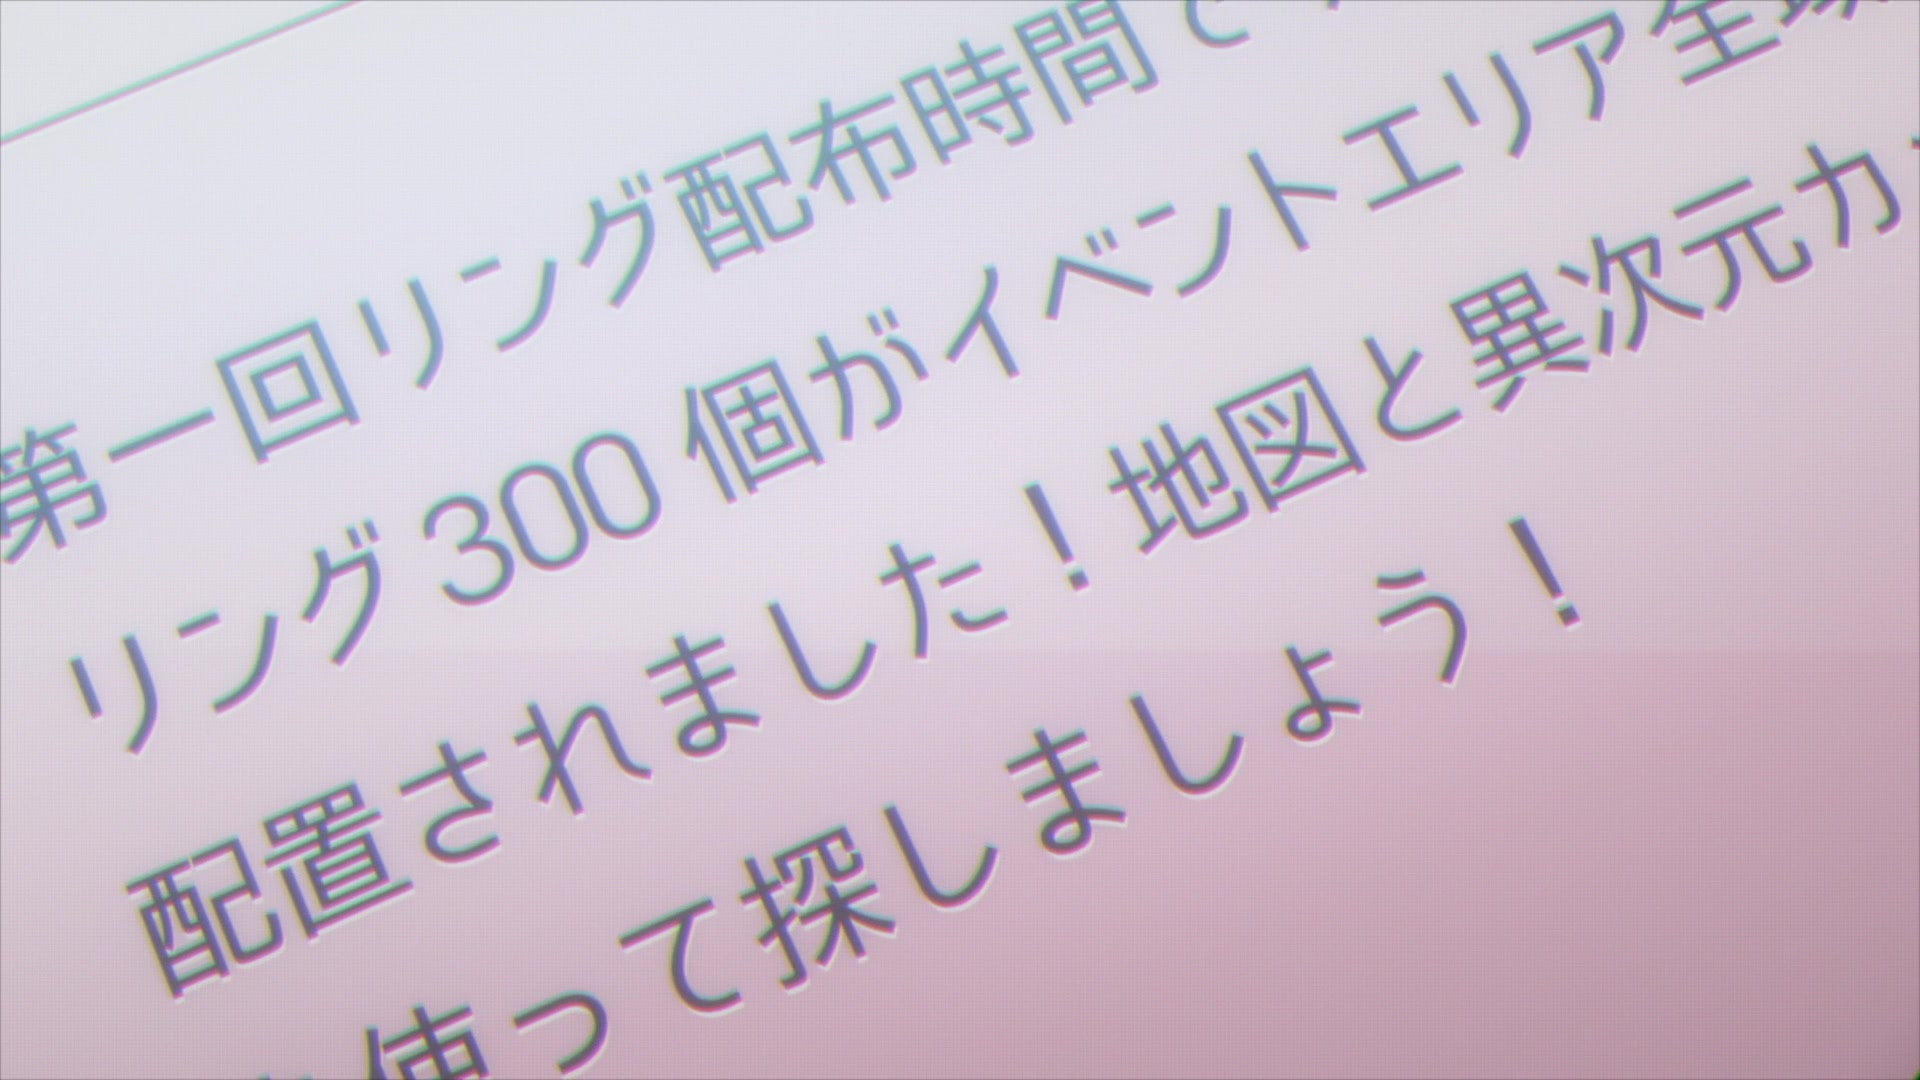 第一回リング配布時間で
リング300個がイベントエリア全
配置されました！地図と異次元カ
使って探しましょう！